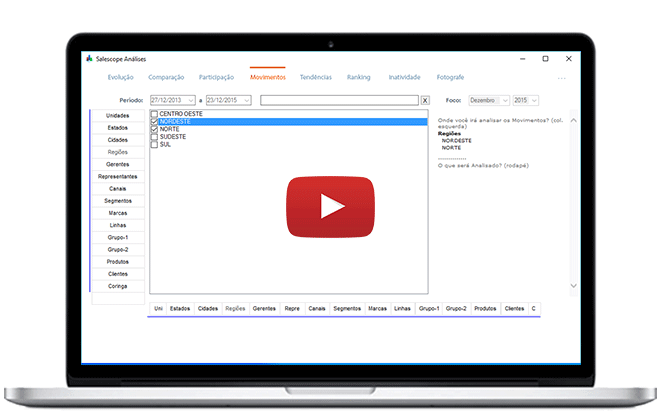 Salescope Análises
Evolução Comparação Participação Movimentos Tendências Ranking Inatividade Fotografe ...
Período: 27/12/2013 a 23/12/2015 X Foco: Dezembro 2015
Unidades
Estados
Cidades
Regiões
Gerentes
Representantes
Canais
Segmentos
Marcas
Linhas
Grupo-1
Grupo-2
Produtos
Clientes
Coringa
CENTRO OESTE
NORDESTE
NORTE
SUDESTE
SUL
Onde você irá analisar os Movimentos? (col.
esquerda)
Regiões
NORDESTE
NORTE
-------------
O que será Analisado? (rodapé)
Uni Estados Cidades Regiões Gerentes Repre Canais Segmentos Marcas Linhas Grupo-1 Grupo-2 Produtos Clientes C